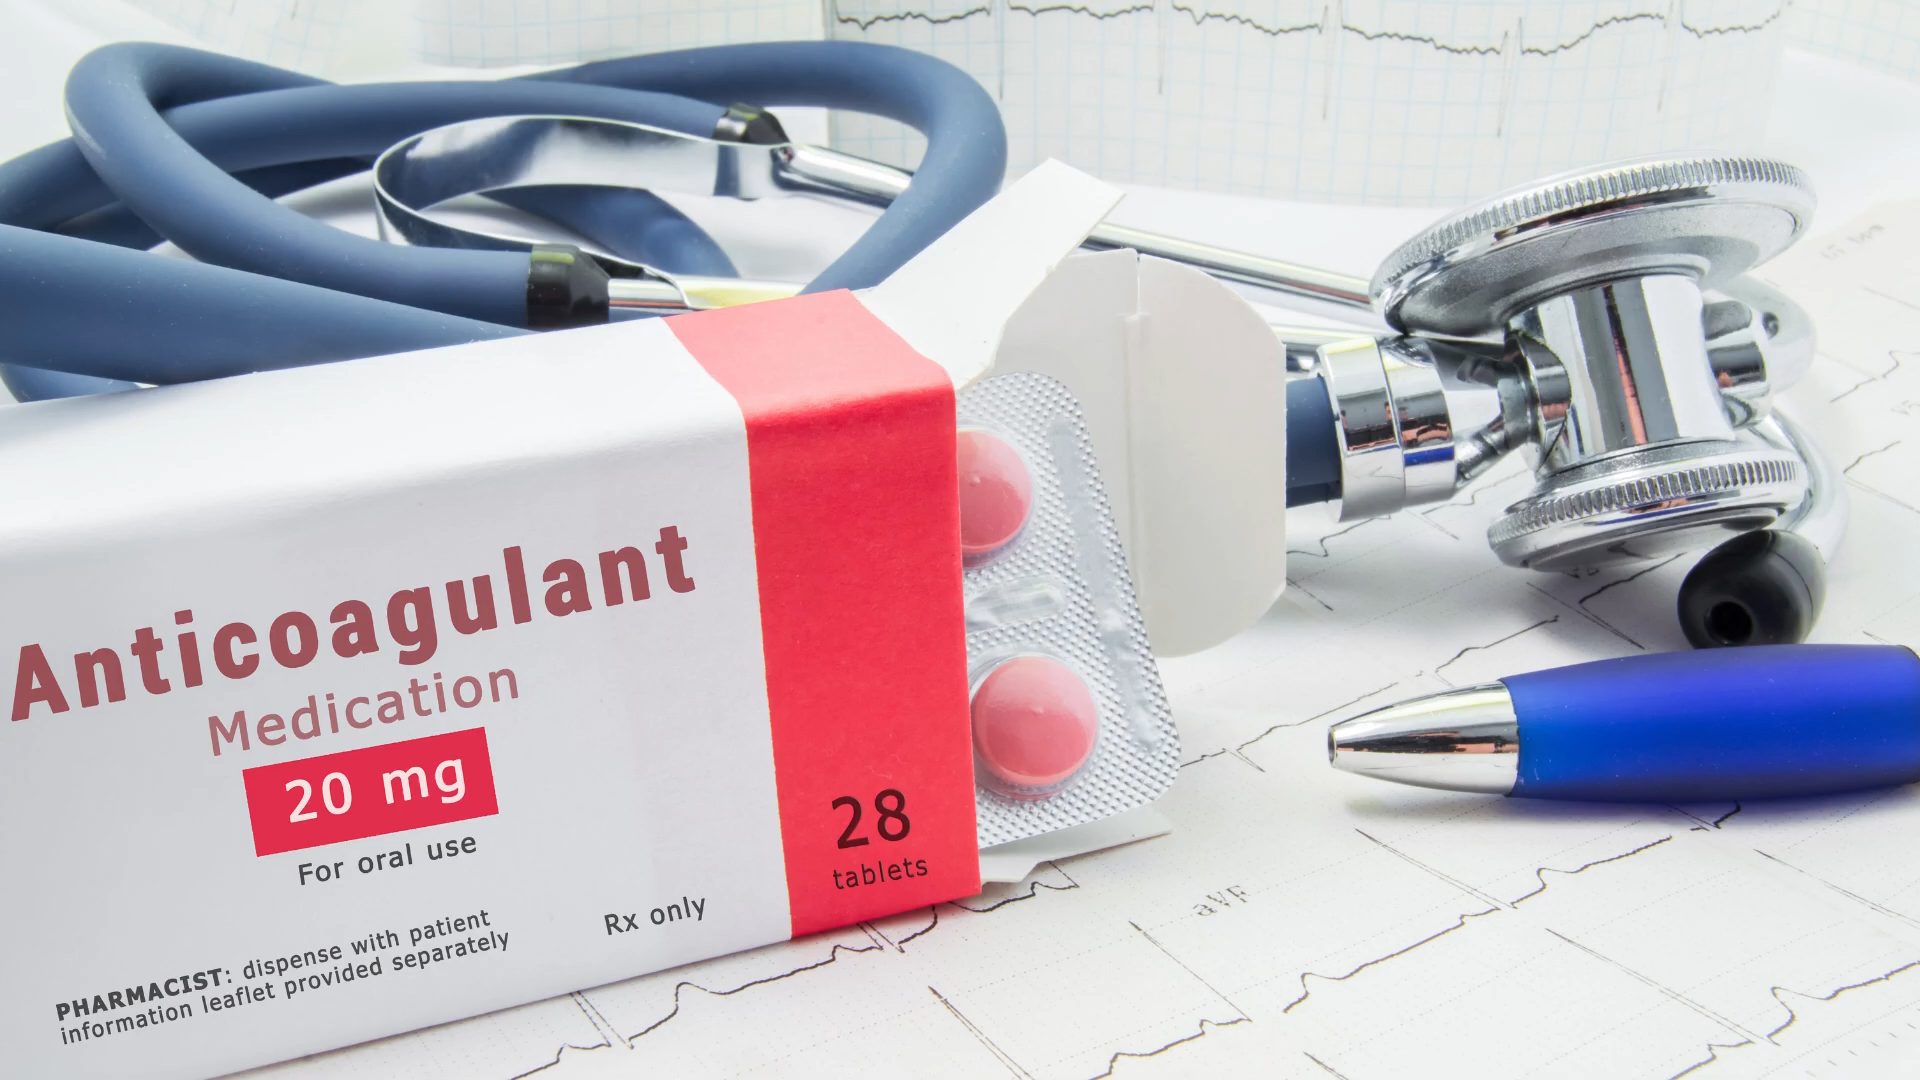 Anticoagulant
Medication
20 mg
For oral use
PHARMACIST: dispense with patient
information leaflet provided separately
Rx only
28
tablets
aVF